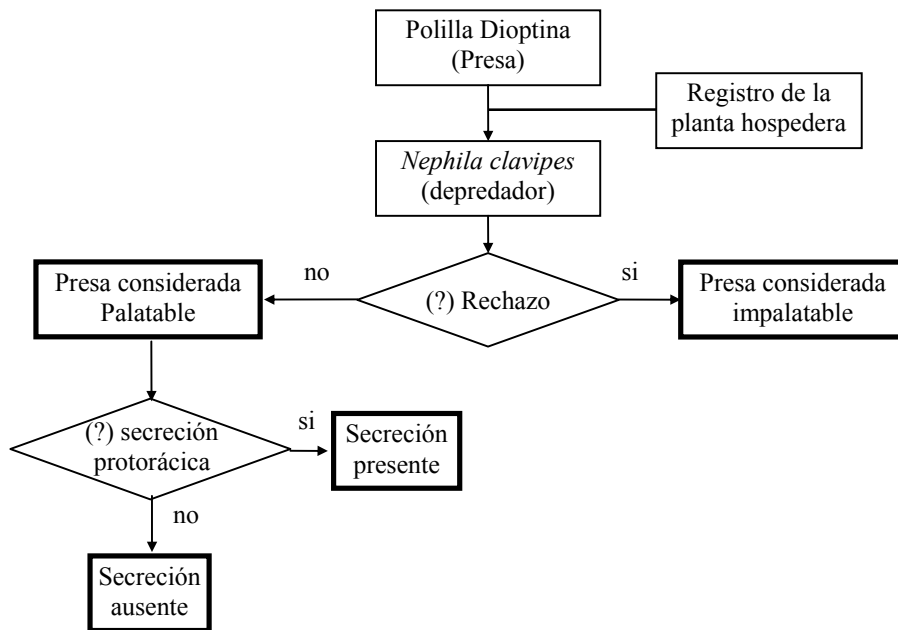 Polilla Dioptina
(Presa)
Registro de la
planta hospedera
Nephila clavipes
(depredador)
no
si
Presa considerada
Palatable
(?) Rechazo
Presa considerada
impalatable
(?) secreción
protorácica
si
Secreción
presente
no
Secreción
ausente